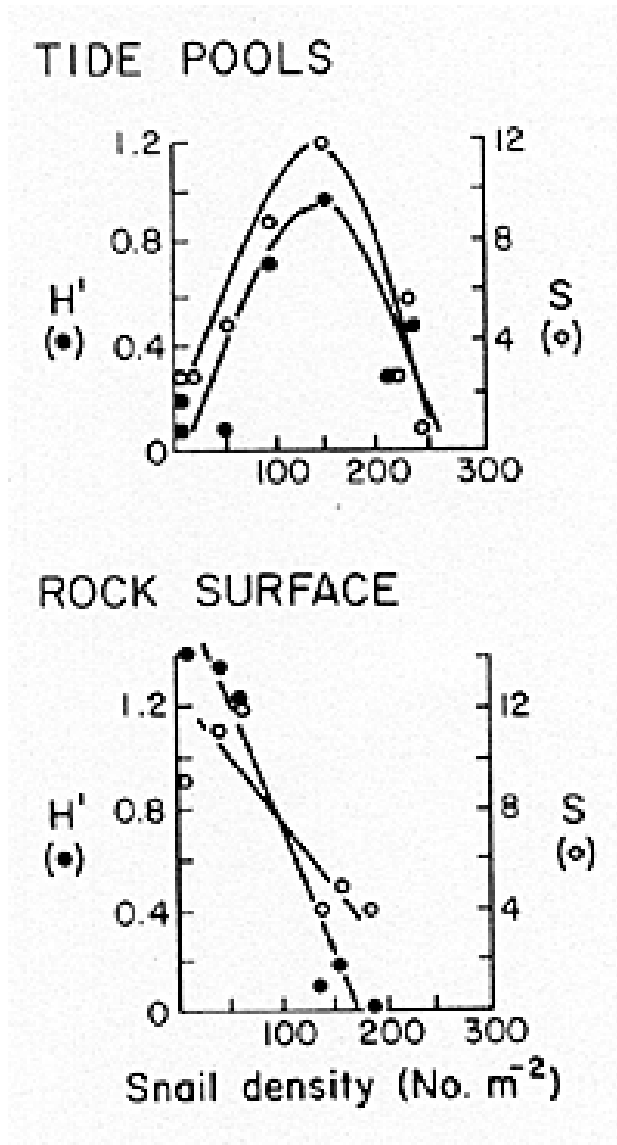 TIDE POOLS
1.2
0.8
0.4
0
H'
(●)
12
8
4
S
(○)
100 200 300
ROCK SURFACE
1.2
0.8
0.4
0
H'
(●)
12
8
4
S
(○)
100 200 300
Snail density (No. m⁻²)